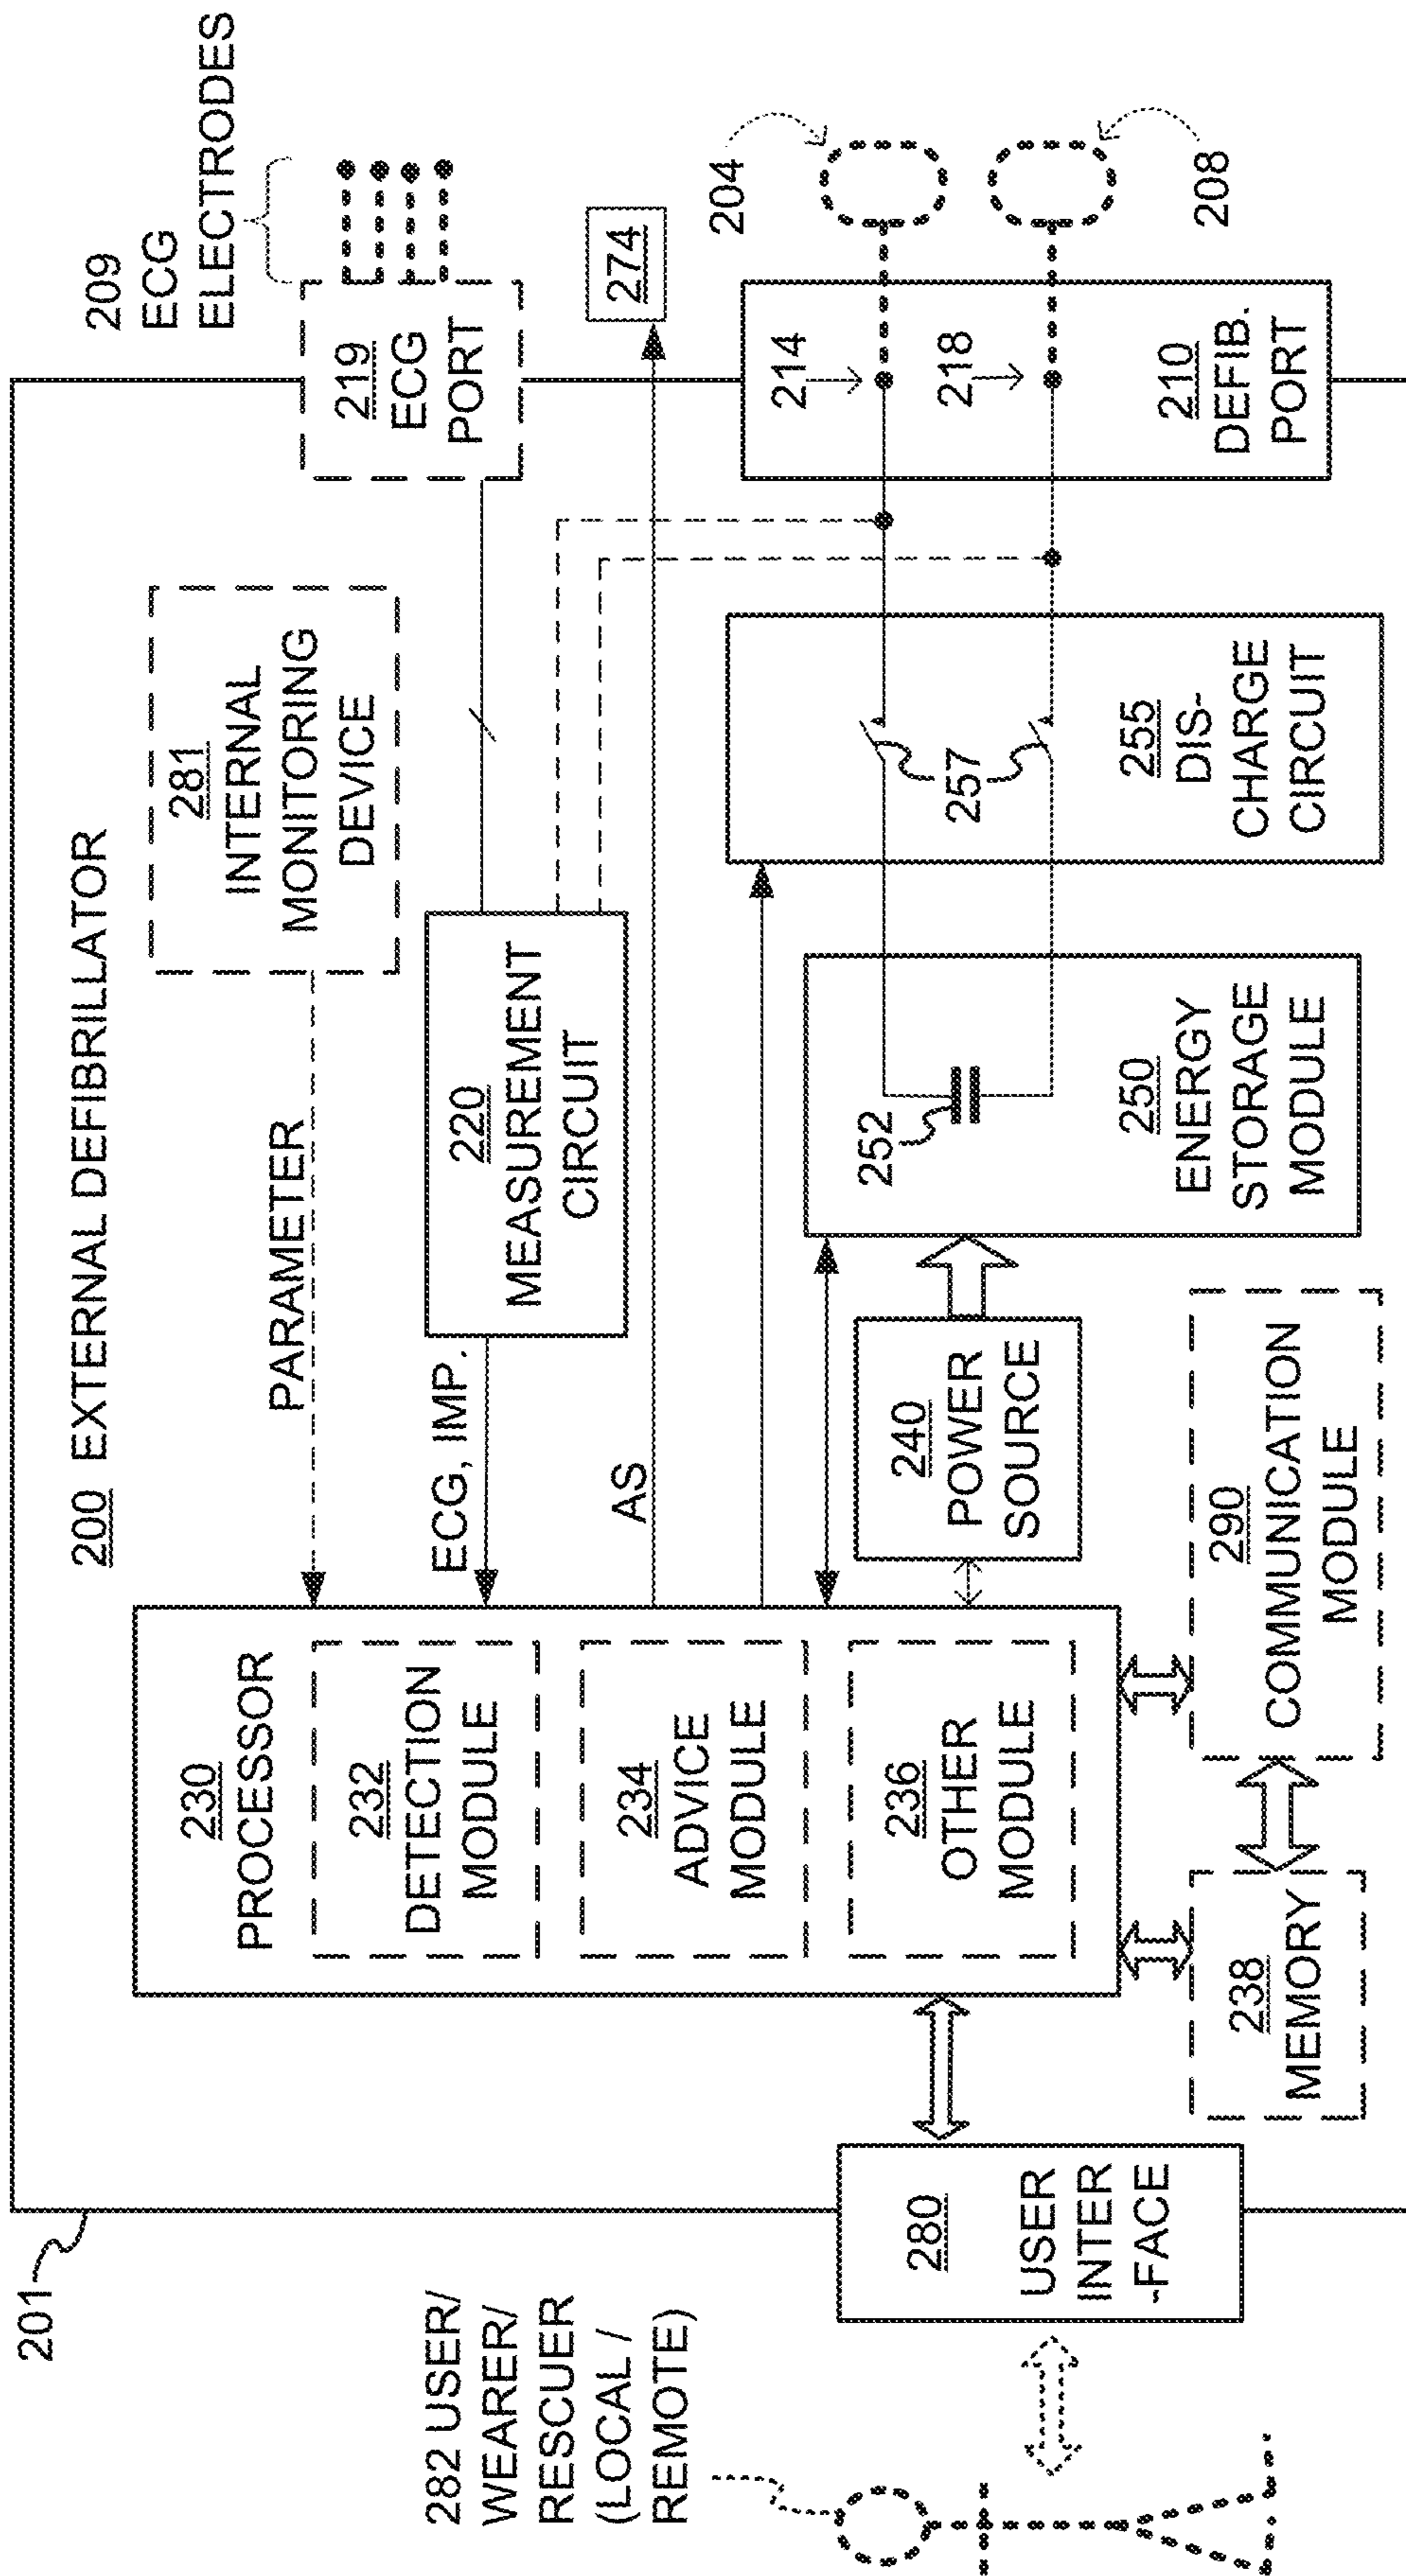 200 EXTERNAL DEFIBRILLATOR
201
209
ECG
ELECTRODES
219
ECG
PORT
281
INTERNAL
MONITORING
DEVICE
PARAMETER
220
MEASUREMENT
CIRCUIT
ECG, IMP.
AS
274
230
PROCESSOR
232
DETECTION
MODULE
234
ADVICE
MODULE
236
OTHER
MODULE
282 USER/
WEARER/
RESCUER
(LOCAL /
REMOTE)
280
USER
INTER
-FACE
238
MEMORY
290
COMMUNICATION
MODULE
240
POWER
SOURCE
252
250
ENERGY
STORAGE
MODULE
257
255
DIS-
CHARGE
CIRCUIT
214
218
210
DEFIB.
PORT
204
208